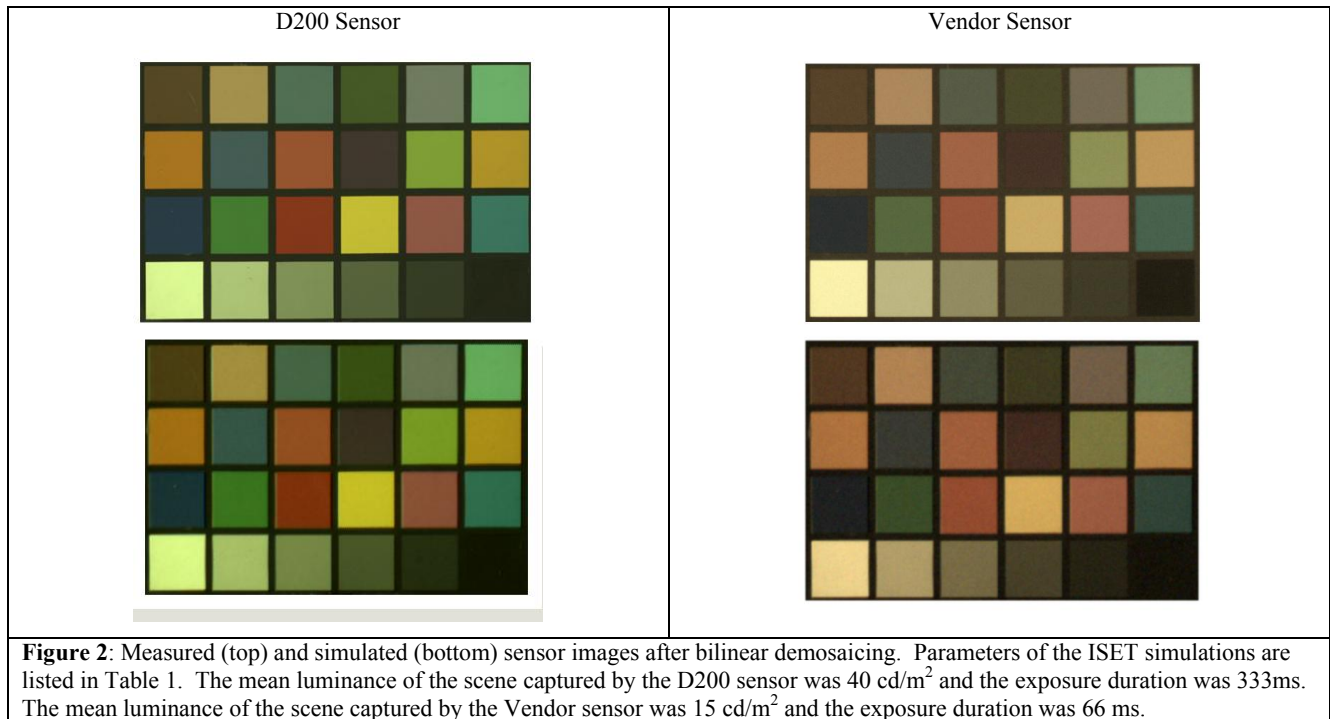 D200 Sensor
Vendor Sensor
Figure 2: Measured (top) and simulated (bottom) sensor images after bilinear demosaicing. Parameters of the ISET simulations are
listed in Table 1. The mean luminance of the scene captured by the D200 sensor was 40 cd/m² and the exposure duration was 333ms.
The mean luminance of the scene captured by the Vendor sensor was 15 cd/m² and the exposure duration was 66 ms.